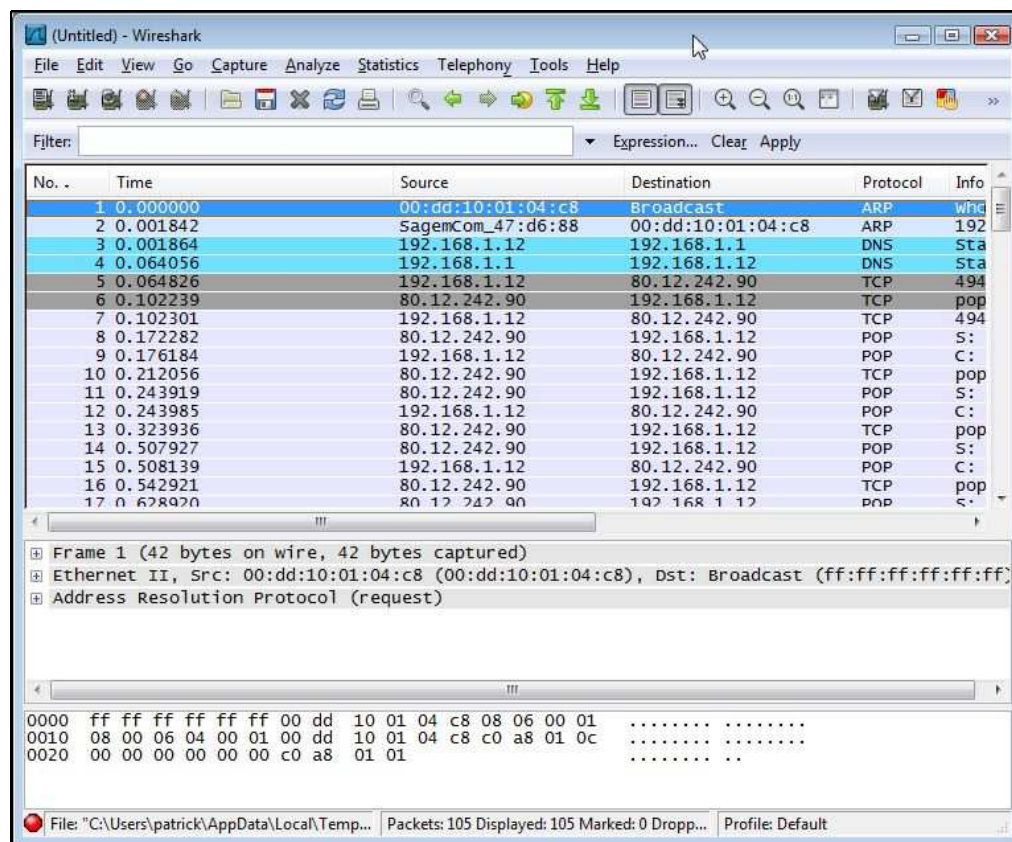 (Untitled) - Wireshark
File Edit View Go Capture Analyze Statistics Telephony Tools Help
Filter: Expression... Clear Apply
No. . Time Source Destination Protocol Info
1 0.000000 00:dd:10:01:04:c8 Broadcast ARP Who
2 0.001842 SagemCom_47:d6:88 00:dd:10:01:04:c8 ARP 192
3 0.001864 192.168.1.12 192.168.1.1 DNS Sta
4 0.064056 192.168.1.1 192.168.1.12 DNS Sta
5 0.064826 192.168.1.12 80.12.242.90 TCP 494
6 0.102239 80.12.242.90 192.168.1.12 TCP pop
7 0.102301 192.168.1.12 80.12.242.90 TCP 494
8 0.172282 80.12.242.90 192.168.1.12 POP S:
9 0.176184 192.168.1.12 80.12.242.90 POP C:
10 0.212056 80.12.242.90 192.168.1.12 TCP pop
11 0.243919 80.12.242.90 192.168.1.12 POP S:
12 0.243985 192.168.1.12 80.12.242.90 POP C:
13 0.323936 80.12.242.90 192.168.1.12 TCP pop
14 0.507927 80.12.242.90 192.168.1.12 POP S:
15 0.508139 192.168.1.12 80.12.242.90 POP C:
16 0.542921 80.12.242.90 192.168.1.12 TCP pop
17 0.628920 80.12.242.90 192.168.1.12 POP S:
Frame 1 (42 bytes on wire, 42 bytes captured)
Ethernet II, Src: 00:dd:10:01:04:c8 (00:dd:10:01:04:c8), Dst: Broadcast (ff:ff:ff:ff:ff:ff)
Address Resolution Protocol (request)
0000 ff ff ff ff ff ff 00 dd 10 01 04 c8 08 06 00 01 ........ ........
0010 08 00 06 04 00 01 00 dd 10 01 04 c8 c0 a8 01 0c ........ ........
0020 00 00 00 00 00 00 c0 a8 01 01 ........ ..
File: "C:\Users\patrick\AppData\Local\Temp... Packets: 105 Displayed: 105 Marked: 0 Dropp... Profile: Default